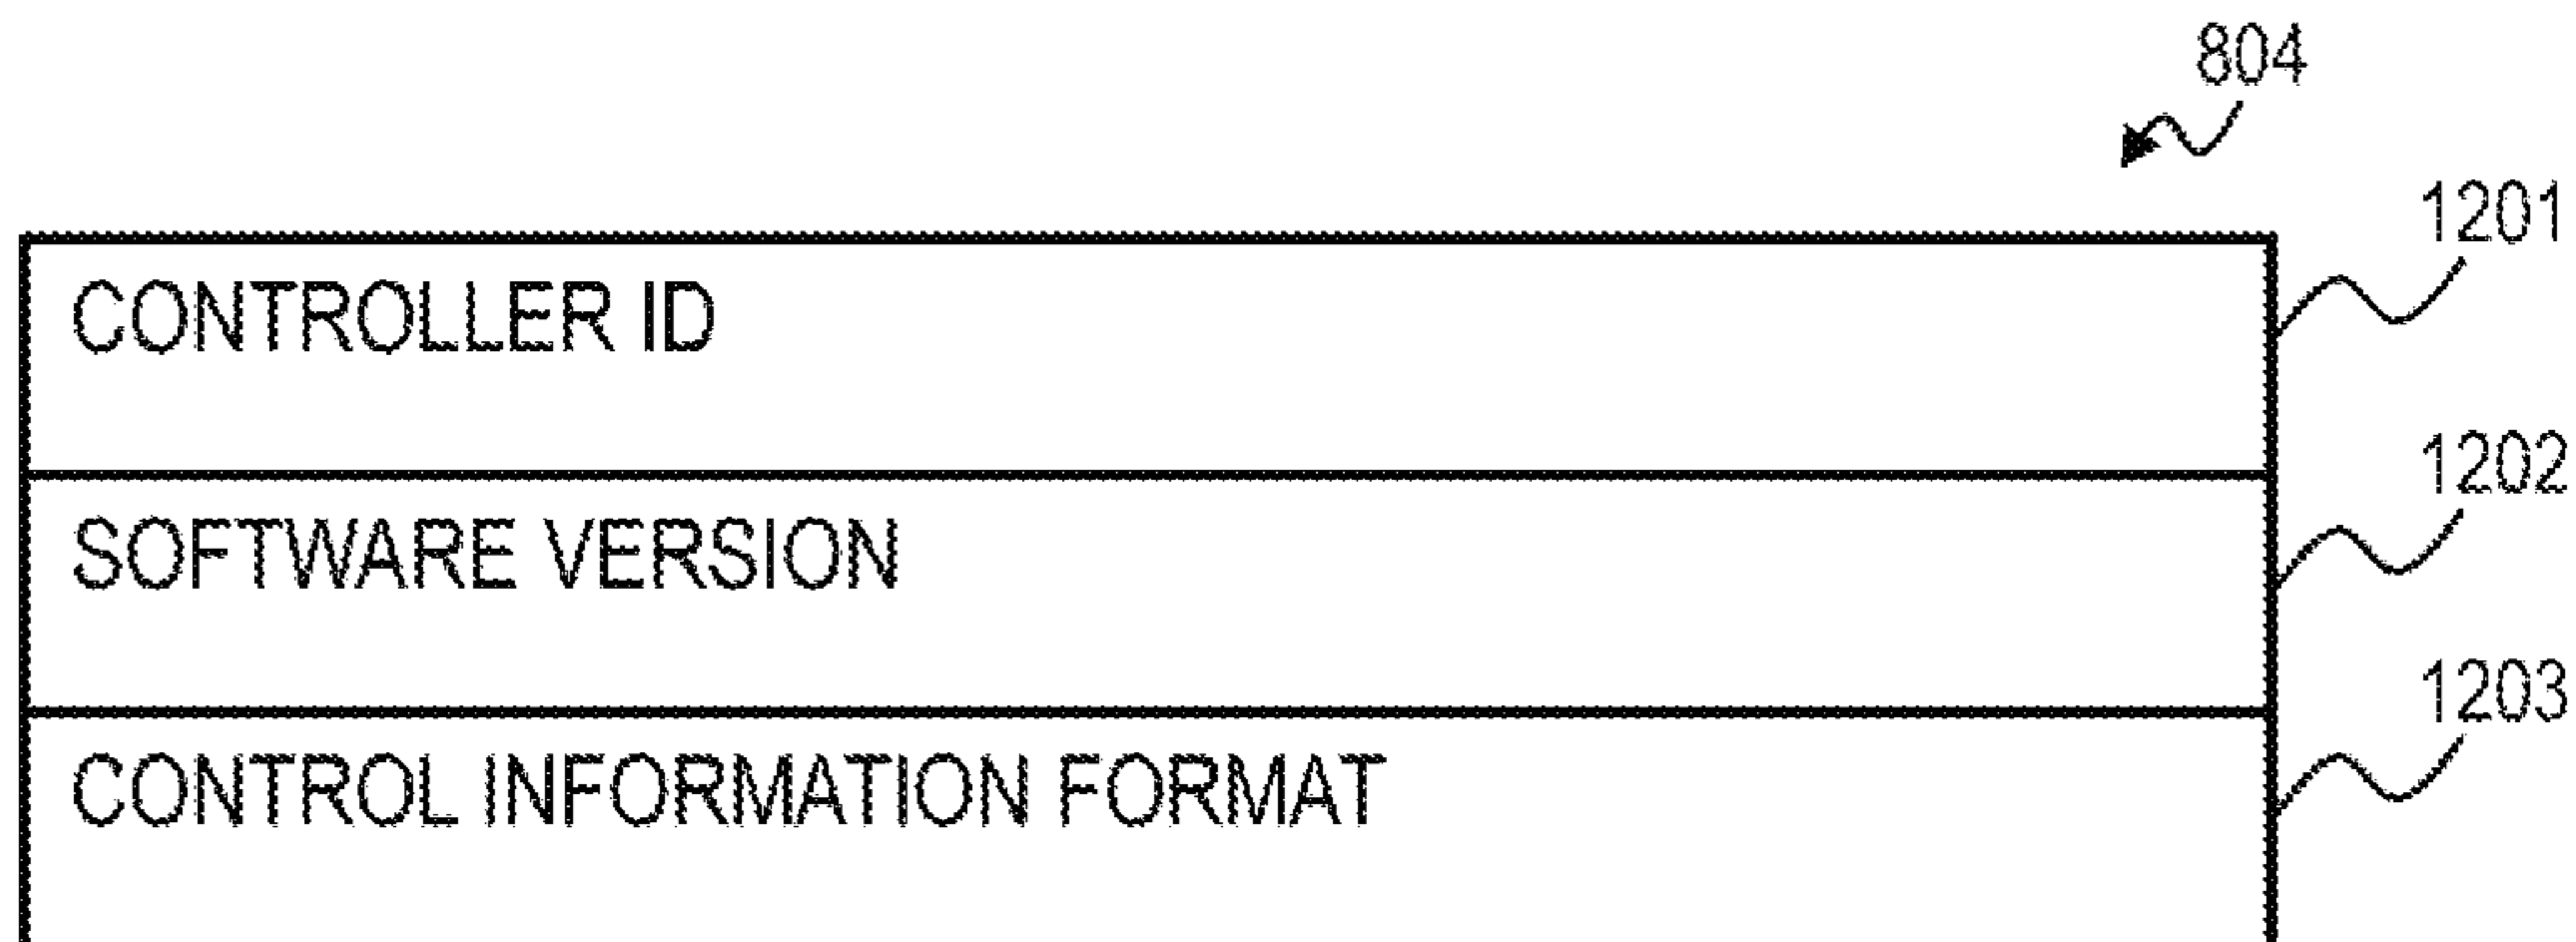 804
1201
CONTROLLER ID
1202
SOFTWARE VERSION
1203
CONTROL INFORMATION FORMAT